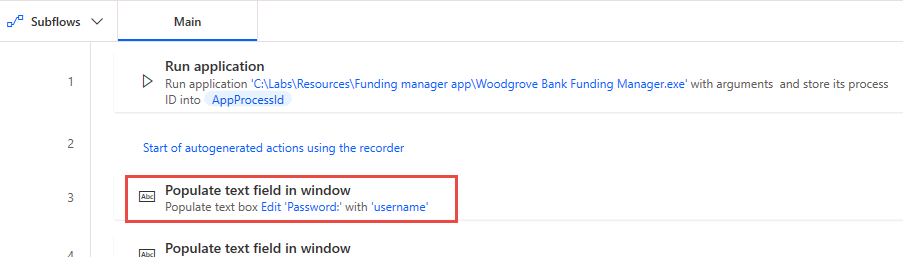 Subflows
Main
1
Run application
Run application 'C:\Labs\Resources\Funding manager app\Woodgrove Bank Funding Manager.exe' with arguments and store its process
ID into AppProcessId
2
Start of autogenerated actions using the recorder
3
Abc
Populate text field in window
Populate text box Edit 'Password:' with 'username'
4
Abc
Populate text field in window